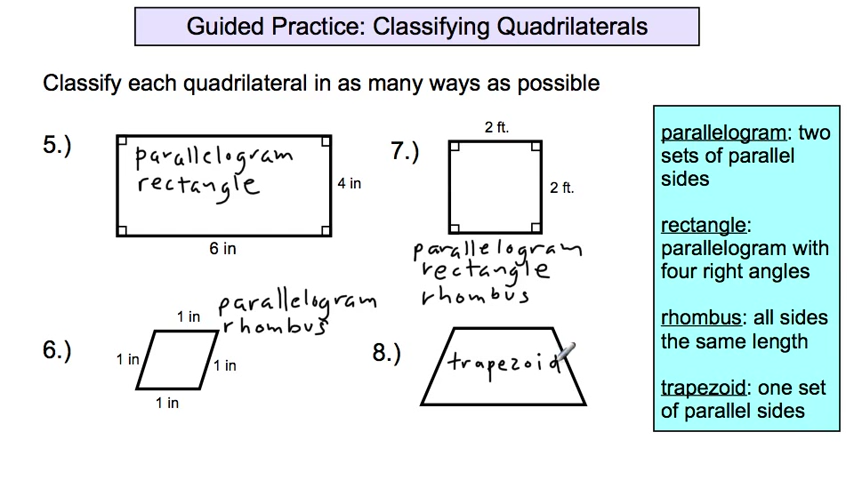 Guided Practice: Classifying Quadrilaterals
Classify each quadrilateral in as many ways as possible
5.)
parallelogram
rectangle
4 in
6 in
7.)
2 ft.
2 ft.
parallelogram
rectangle
rhombus
6.)
1 in
parallelogram
rhombus
1 in
1 in
1 in
8.)
trapezoid
parallelogram: two
sets of parallel
sides
rectangle:
parallelogram with
four right angles
rhombus: all sides
the same length
trapezoid: one set
of parallel sides